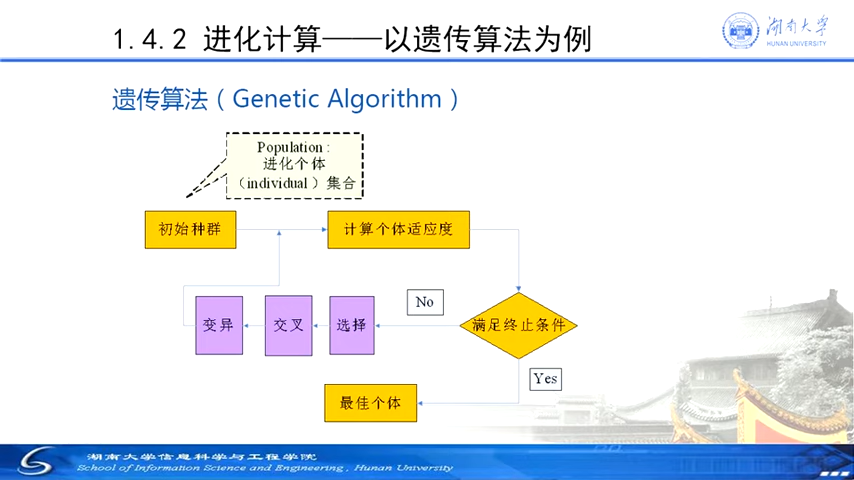 1.4.2 进化计算——以遗传算法为例
湖南大学
HUNAN UNIVERSITY
遗传算法（Genetic Algorithm）
Population :
进化个体
（individual ）集合
初始种群
计算个体适应度
No
变异
交叉
选择
满足终止条件
Yes
最佳个体
湖南大学信息科学与工程学院
School of Information Science and Engineering , Hunan University